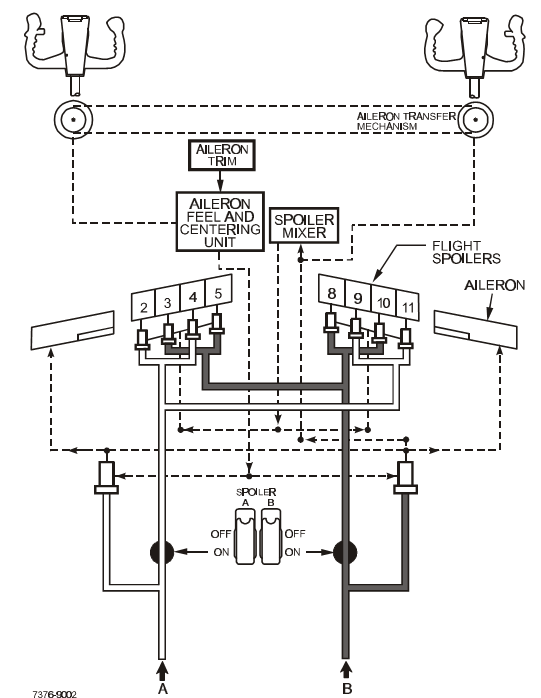 AILERON TRANSFER
MECHANISM
AILERON
TRIM
AILERON
FEEL AND
CENTERING
UNIT
SPOILER
MIXER
FLIGHT
SPOILERS
AILERON
2 3 4 5
8 9 10 11
SPOILER
A B
OFF OFF
ON ON
A B
7376-9002